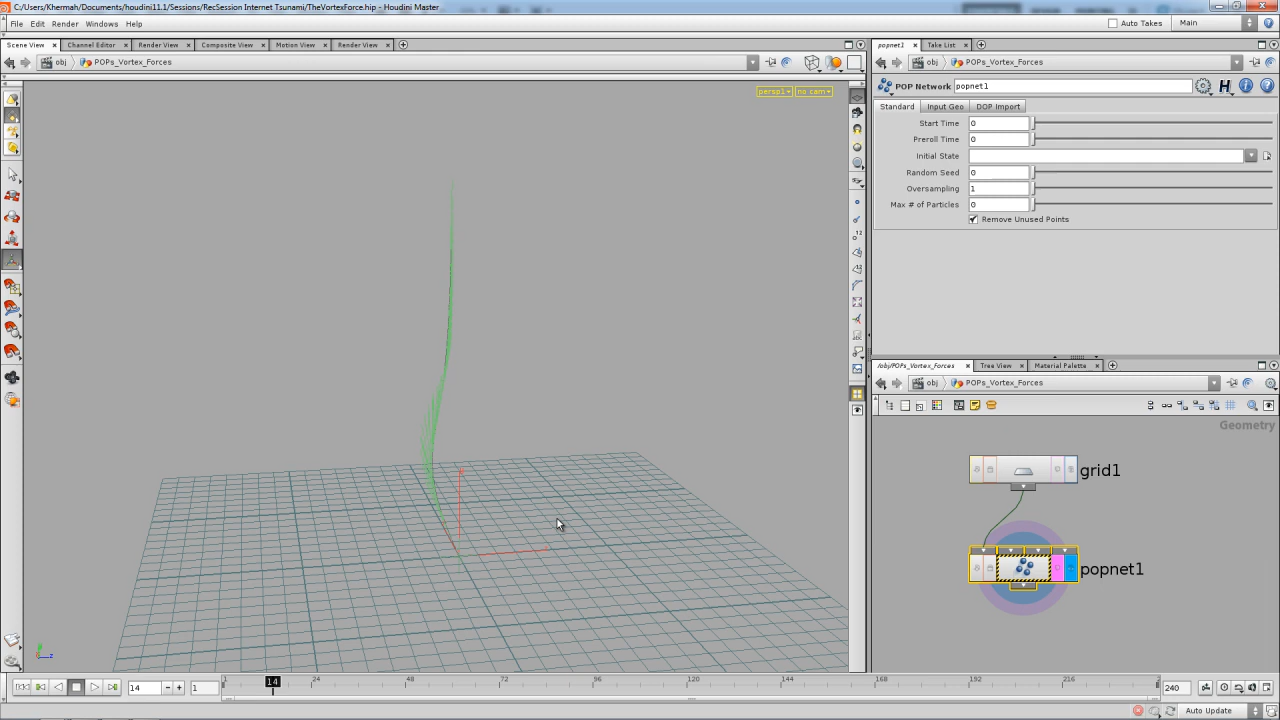 C:/Users/Khermah/Documents/houdini11.1/Sessions/RecSession Internet Tsunami/TheVortexForce.hip - Houdini Master
File Edit Render Windows Help
Auto Takes Main
Scene View Channel Editor Render View Composite View Motion View Render View
obj POPs_Vortex_Forces
persp1 no cam
popnet1 Take List
obj POPs_Vortex_Forces
POP Network popnet1
Standard Input Geo DOP Import
Start Time 0
Preroll Time 0
Initial State
Random Seed 0
Oversampling 1
Max # of Particles 0
Remove Unused Points
/obj/POPs_Vortex_Forces Tree View Material Palette
obj POPs_Vortex_Forces
Geometry
grid1
popnet1
14 1 1 14 24 48 72 96 120 144 168 192 216 240
Auto Update